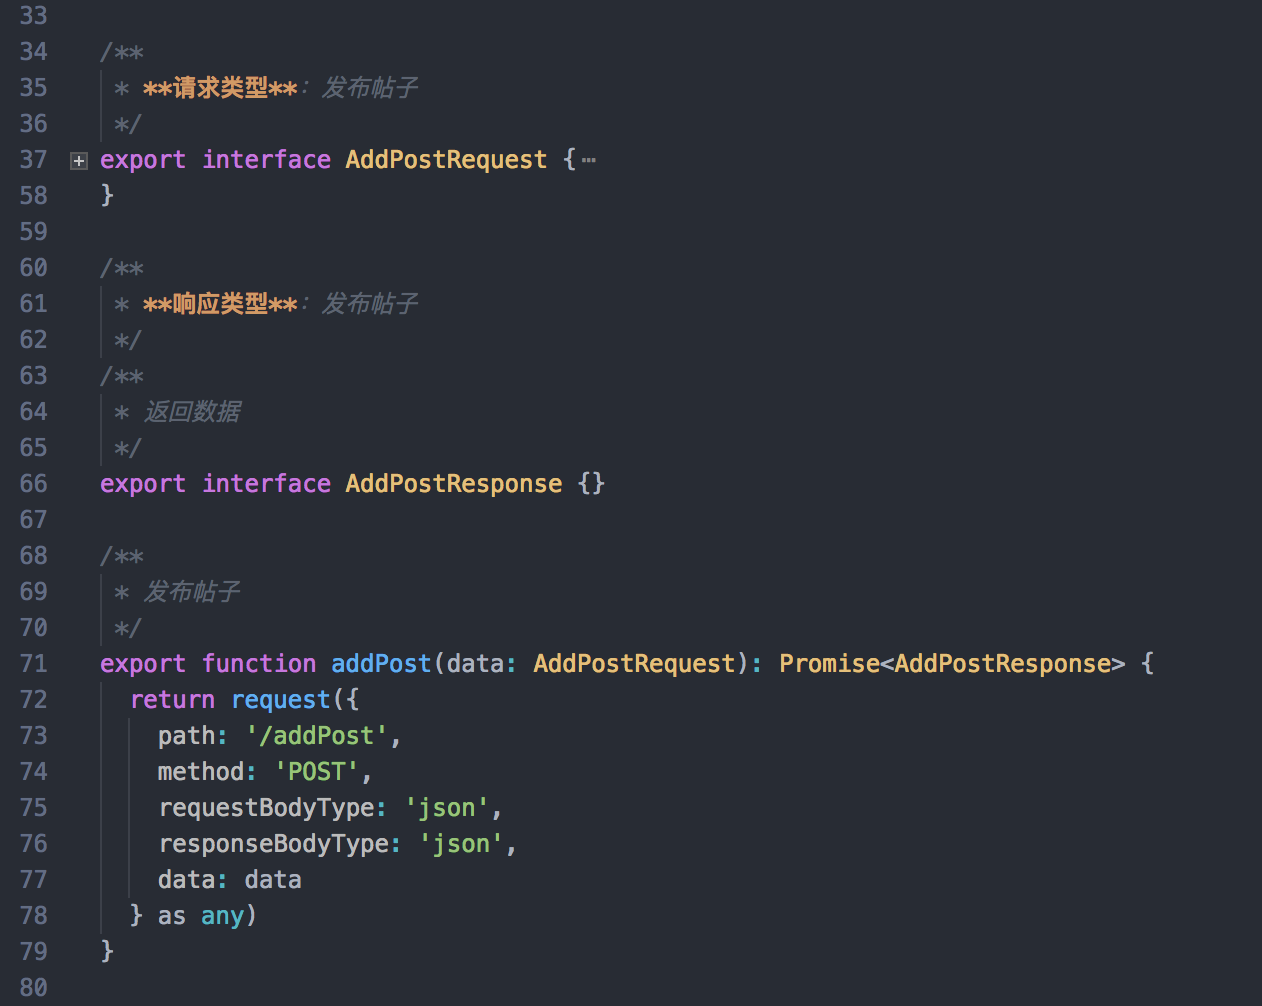 33
34 /**
35 * **请求类型**：发布帖子
36 */
37 export interface AddPostRequest {⋯
58 }
59
60 /**
61 * **响应类型**：发布帖子
62 */
63 /**
64 * 返回数据
65 */
66 export interface AddPostResponse {}
67
68 /**
69 * 发布帖子
70 */
71 export function addPost(data: AddPostRequest): Promise<AddPostResponse> {
72 return request({
73 path: '/addPost',
74 method: 'POST',
75 requestBodyType: 'json',
76 responseBodyType: 'json',
77 data: data
78 } as any)
79 }
80